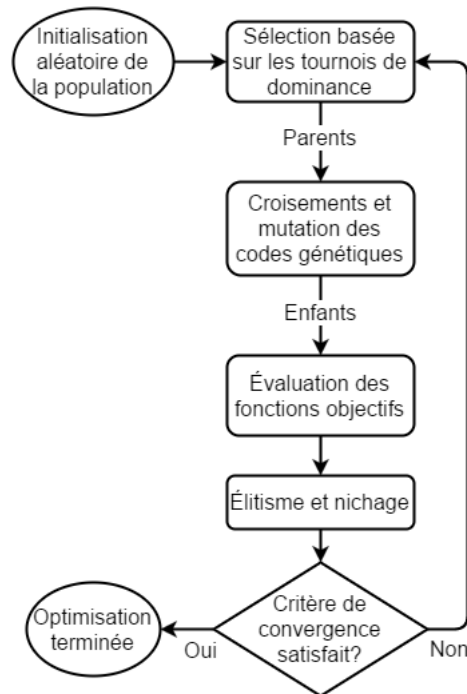 Initialisation
aléatoire de
la population
Sélection basée
sur les tournois de
dominance
Parents
Croisements et
mutation des
codes génétiques
Enfants
Évaluation des
fonctions objectifs
Élitisme et nichage
Critère de
convergence
satisfait?
Oui
Non
Optimisation
terminée